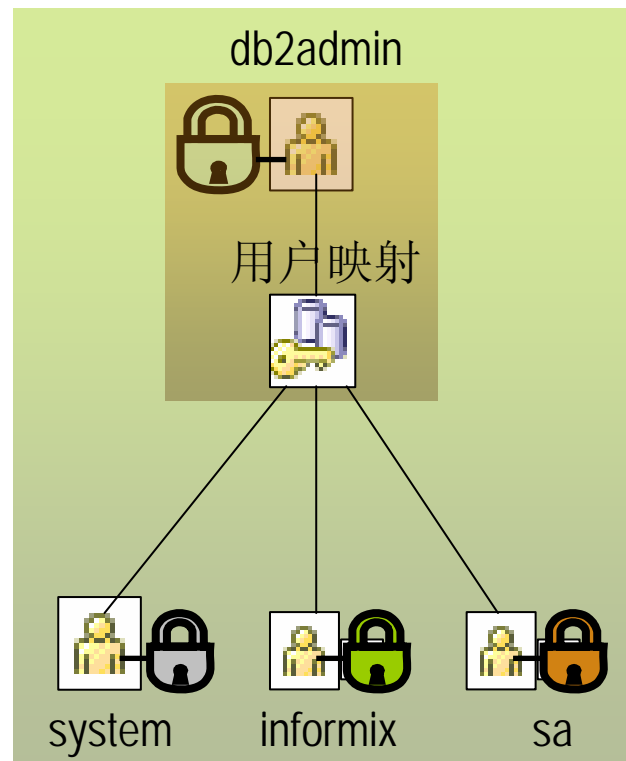 db2admin
用户映射
system informix sa